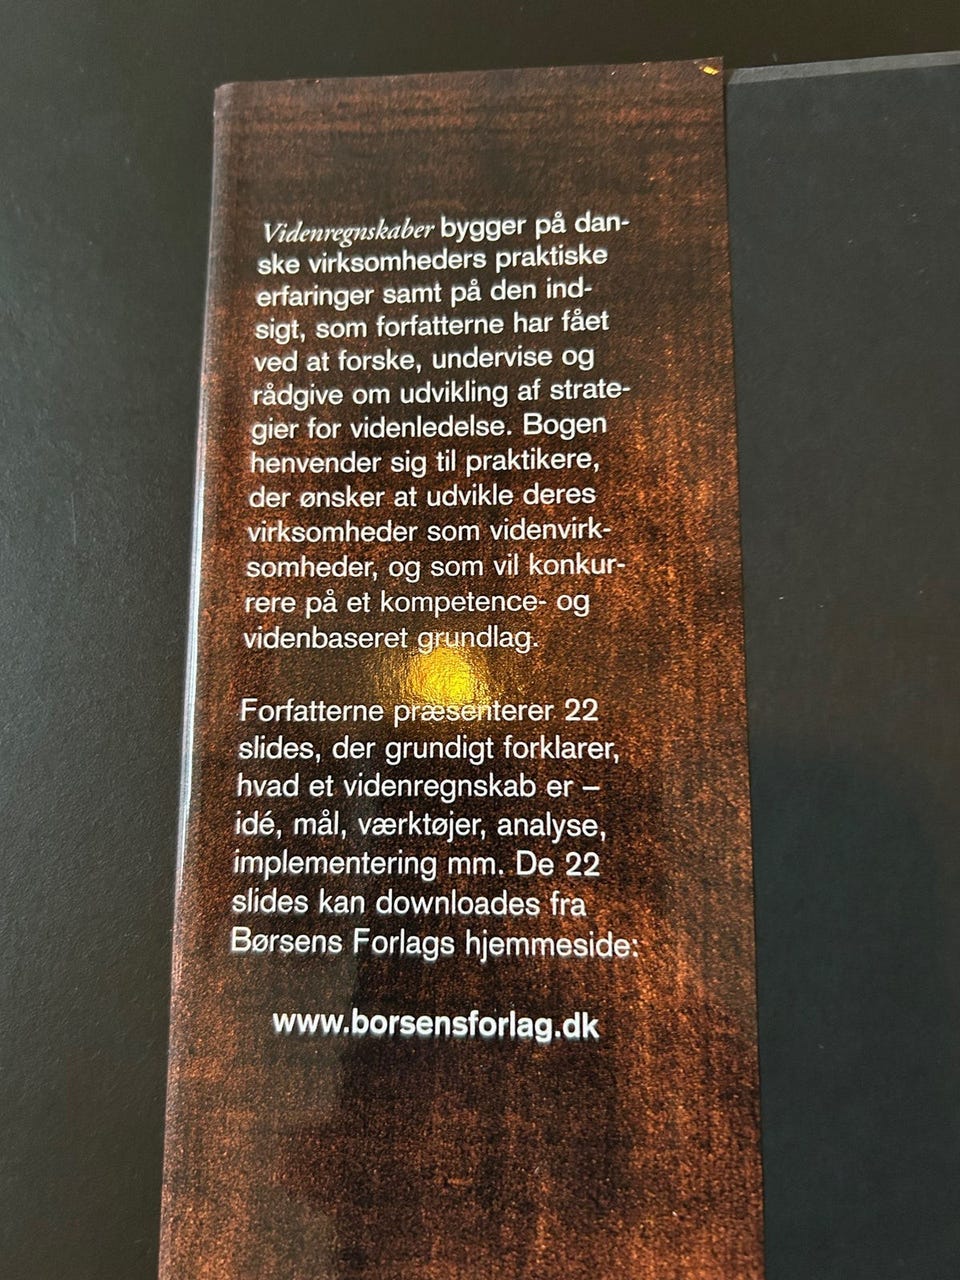 Videnregnskaber bygger på dan-
ske virksomheders praktiske
erfaringer samt på den ind-
sigt, som forfatterne har fået
ved at forske, undervise og
rådgive om udvikling af strate-
gier for videnledelse. Bogen
henvender sig til praktikere,
der ønsker at udvikle deres
virksomheder som videnvirk-
somheder, og som vil konkur-
rere på et kompetence- og
videnbaseret grundlag.
Forfatterne præsenterer 22
slides, der grundigt forklarer,
hvad et videnregnskab er –
idé, mål, værktøjer, analyse,
implementering mm. De 22
slides kan downloades fra
Børsens Forlags hjemmeside:
www.borsensforlag.dk